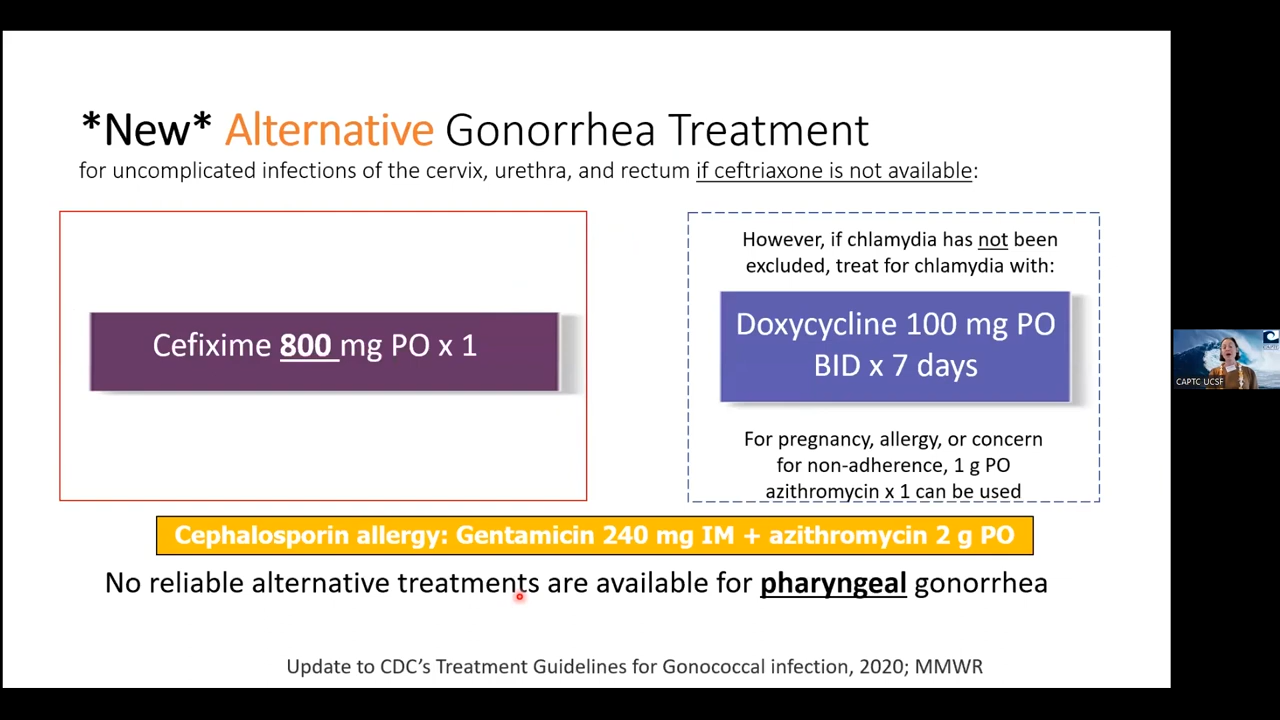 *New* Alternative Gonorrhea Treatment
for uncomplicated infections of the cervix, urethra, and rectum if ceftriaxone is not available:
Cefixime 800 mg PO x 1
However, if chlamydia has not been
excluded, treat for chlamydia with:
Doxycycline 100 mg PO
BID x 7 days
For pregnancy, allergy, or concern
for non-adherence, 1 g PO
azithromycin x 1 can be used
Cephalosporin allergy: Gentamicin 240 mg IM + azithromycin 2 g PO
No reliable alternative treatments are available for pharyngeal gonorrhea
Update to CDC's Treatment Guidelines for Gonococcal infection, 2020; MMWR
CAPTC UCSF